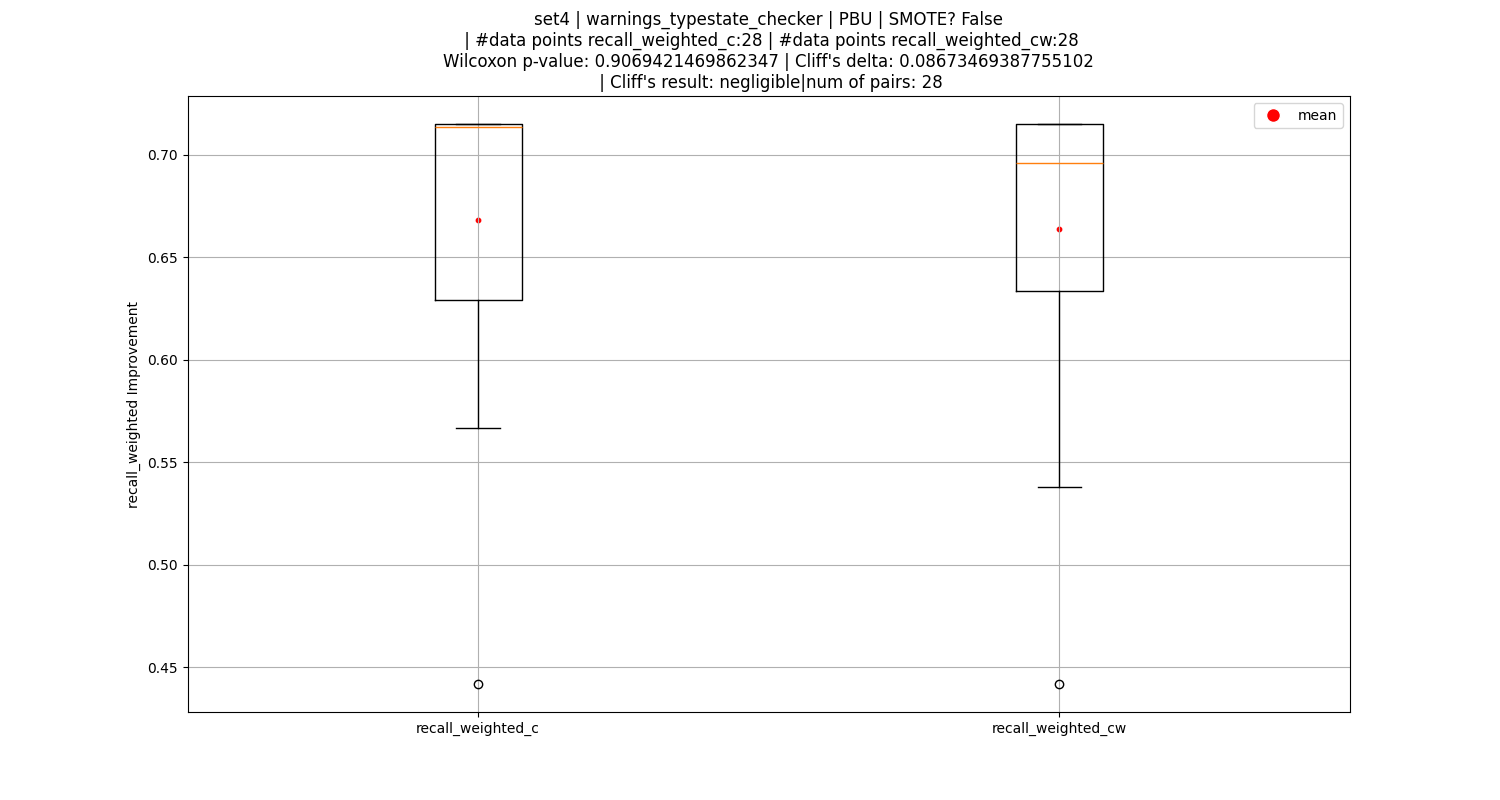 set4 | warnings_typestate_checker | PBU | SMOTE? False
| #data points recall_weighted_c:28 | #data points recall_weighted_cw:28
Wilcoxon p-value: 0.9069421469862347 | Cliff's delta: 0.08673469387755102
| Cliff's result: negligible|num of pairs: 28
mean
0.70
0.65
0.60
0.55
0.50
0.45
recall_weighted Improvement
recall_weighted_c
recall_weighted_cw